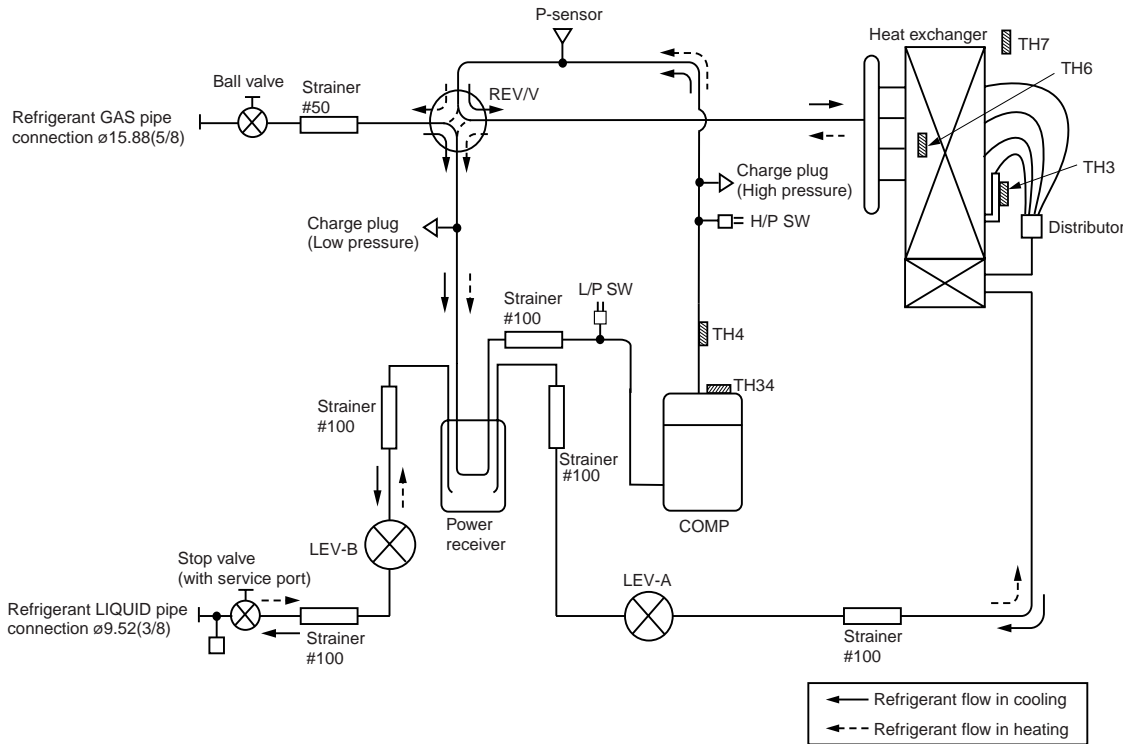 P-sensor
Heat exchanger
TH7
TH6
Ball valve
Strainer
#50
REV/V
Refrigerant GAS pipe
connection ø15.88(5/8)
TH3
Charge plug
(High pressure)
Charge plug
(Low pressure)
H/P SW
Distributor
L/P SW
Strainer
#100
TH4
TH34
Strainer
#100
Strainer
#100
Power
receiver
COMP
LEV-B
Stop valve
(with service port)
LEV-A
Refrigerant LIQUID pipe
connection ø9.52(3/8)
Strainer
#100
Strainer
#100
Refrigerant flow in cooling
Refrigerant flow in heating